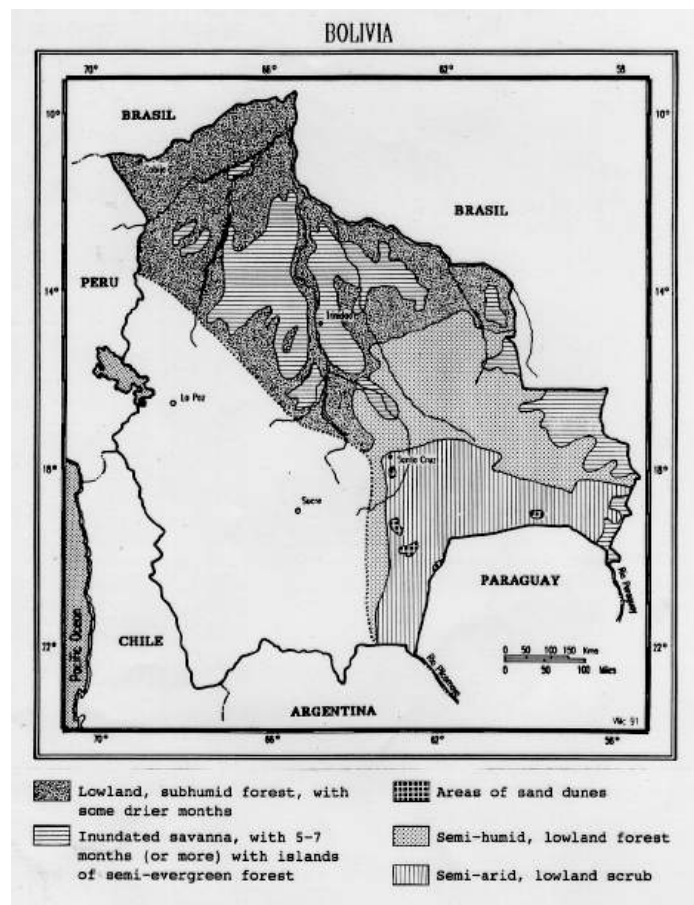 BOLIVIA
70° 66° 62° 58
10° BRASIL 10°
Cobija
BRASIL
PERU
14° 14°
Trinidad
La Paz
18° Santa Cruz 18°
Sucre
PARAGUAY
Rio Paraguay
Pacific Ocean
CHILE
22° 22°
0 50 100 150 Kms
0 50 100 Miles
Rio Pilcomayo
ARGENTINA
70° 66° 62° 58°
Lowland, subhumid forest, with
some drier months
Inundated savanna, with 5-7
months (or more) with islands
of semi-evergreen forest
Areas of sand dunes
Semi-humid, lowland forest
Semi-arid, lowland scrub